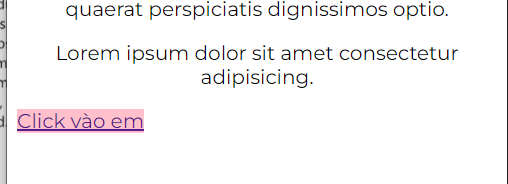 quaerat perspiciatis dignissimos optio.
Lorem ipsum dolor sit amet consectetur
adipisicing.
Click vào em